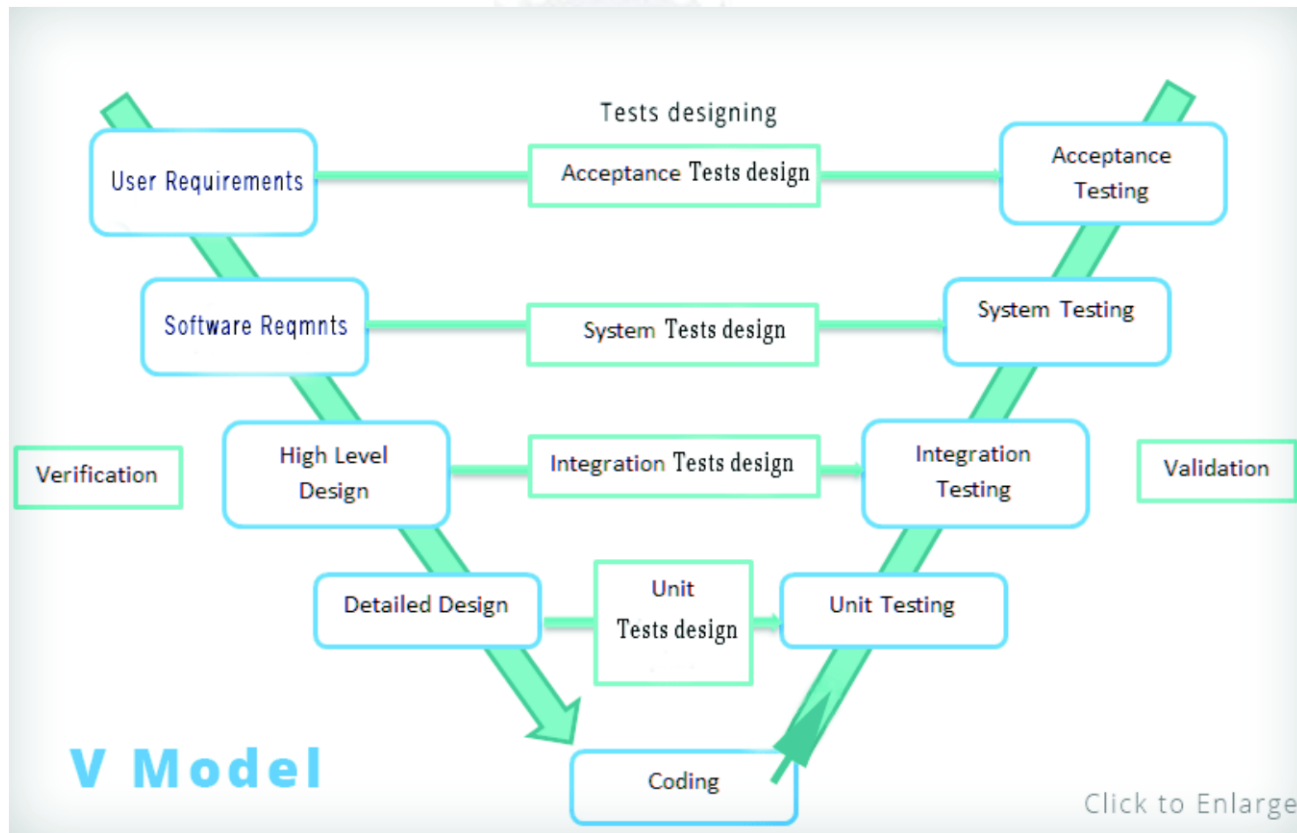 Tests designing
User Requirements
Acceptance Tests design
Acceptance
Testing
Software Reqmnts
System Tests design
System Testing
Verification
High Level
Design
Integration Tests design
Integration
Testing
Validation
Detailed Design
Unit
Tests design
Unit Testing
V Model
Coding
Click to Enlarge